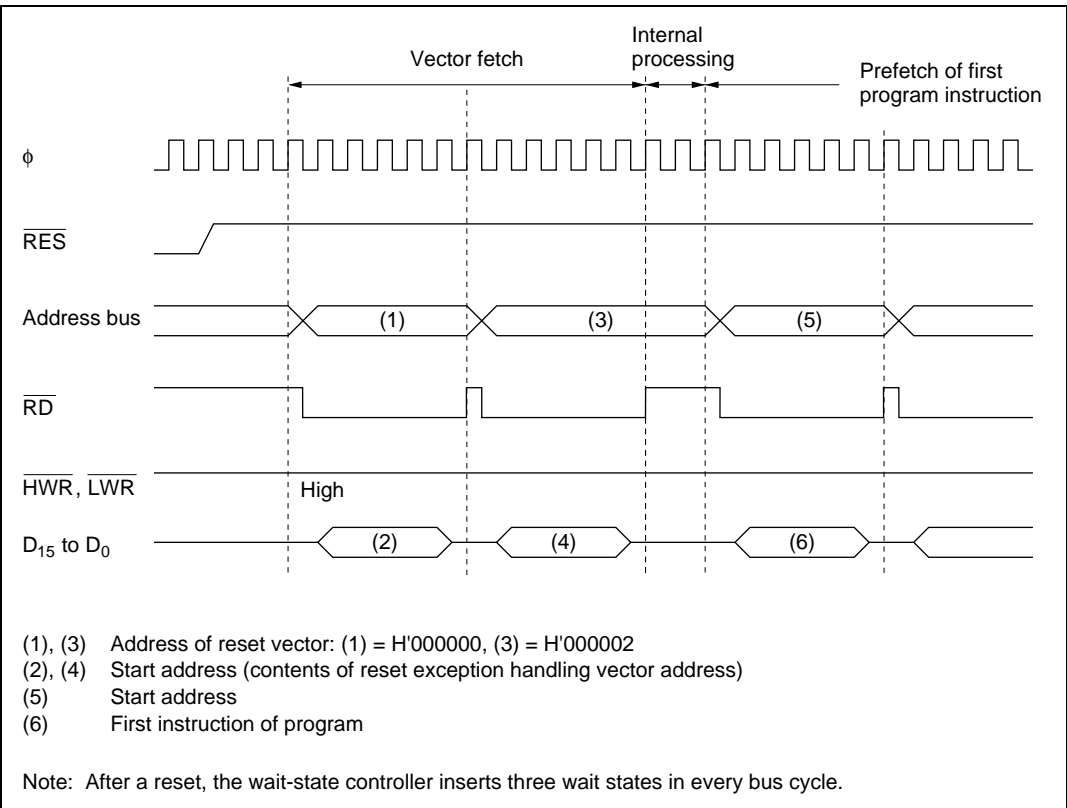 Vector fetch
Internal
processing
Prefetch of first
program instruction
φ
RES
Address bus
(1)
(3)
(5)
RD
HWR, LWR
High
D15 to D0
(2)
(4)
(6)
(1), (3) Address of reset vector: (1) = H'000000, (3) = H'000002
(2), (4) Start address (contents of reset exception handling vector address)
(5) Start address
(6) First instruction of program
Note: After a reset, the wait-state controller inserts three wait states in every bus cycle.